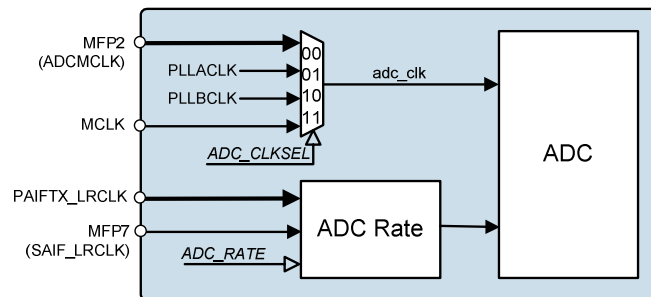 MFP2
(ADCMCLK)
PLLACLK
PLLBCLK
MCLK
00
01
10
11
ADC_CLKSEL
adc_clk
ADC
PAIFTX_LRCLK
MFP7
(SAIF_LRCLK)
ADC_RATE
ADC Rate